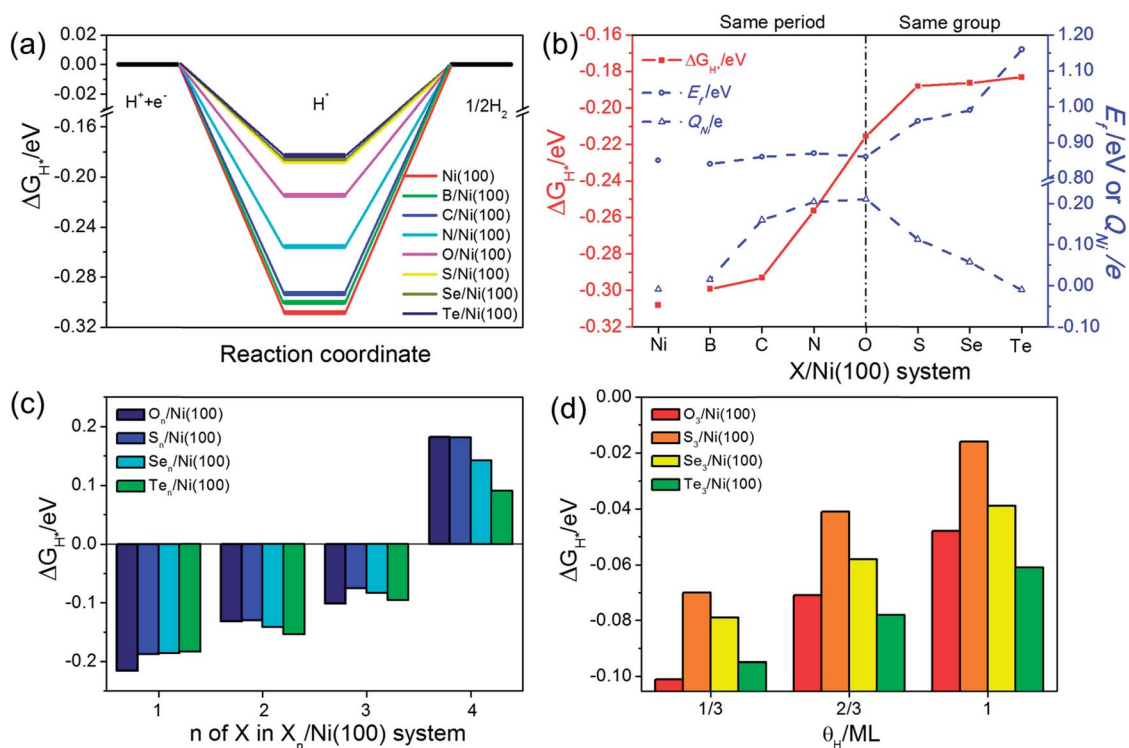 (a)
0.02
0.00
-0.02
-0.16
-0.20
-0.24
-0.28
-0.32
ΔG_H*/eV
H⁺+e⁻
H*
1/2H₂
Ni(100)
B/Ni(100)
C/Ni(100)
N/Ni(100)
O/Ni(100)
S/Ni(100)
Se/Ni(100)
Te/Ni(100)
Reaction coordinate
(b)
Same period
Same group
-0.16
-0.18
-0.20
-0.22
-0.24
-0.26
-0.28
-0.30
-0.32
ΔG_H*/eV
ΔG_H*/eV
E_f/eV
Q_Ni/e
1.20
1.10
1.00
0.90
0.80
0.20
0.10
0.00
-0.10
E_f/eV or Q_Ni/e
Ni B C N O S Se Te
X/Ni(100) system
(c)
0.2
0.1
0.0
-0.1
-0.2
ΔG_H*/eV
O_n/Ni(100)
S_n/Ni(100)
Se_n/Ni(100)
Te_n/Ni(100)
1 2 3 4
n of X in X_n/Ni(100) system
(d)
0.00
-0.02
-0.04
-0.06
-0.08
-0.10
ΔG_H*/eV
O₃/Ni(100)
S₃/Ni(100)
Se₃/Ni(100)
Te₃/Ni(100)
1/3 2/3 1
θ_H/ML